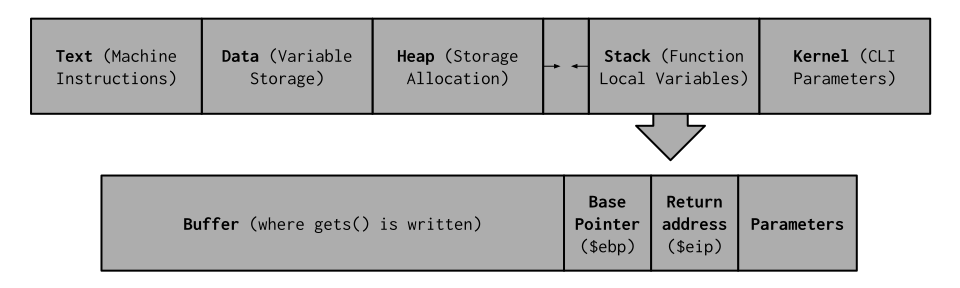 Text (Machine
Instructions)
Data (Variable
Storage)
Heap (Storage
Allocation)
Stack (Function
Local Variables)
Kernel (CLI
Parameters)
Buffer (where gets() is written)
Base
Pointer
($ebp)
Return
address
($eip)
Parameters